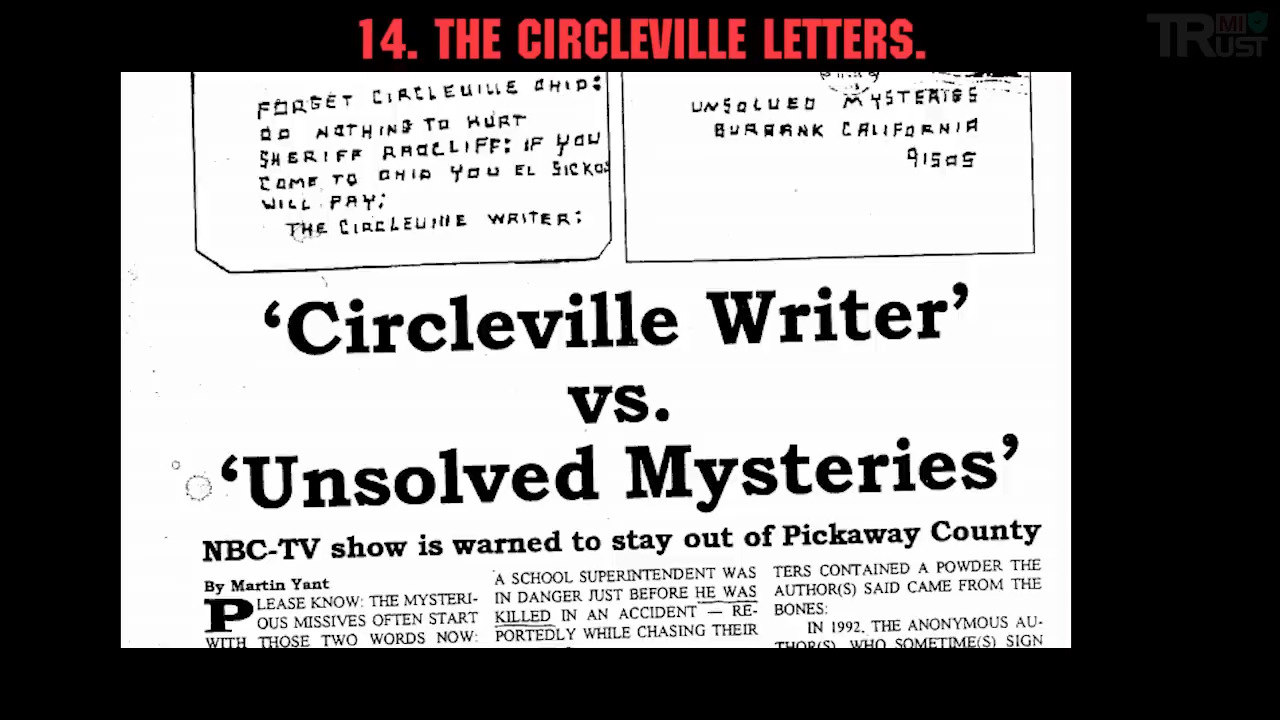 14. THE CIRCLEVILLE LETTERS.
TRUST MI
FORGET CIRCLEVILLE OHIO:
DO NOTHING TO HURT
SHERIFF RADCLIFF: IF YOU
COME TO OHIO YOU EL SICKOS
WILL PAY:
THE CIRCLEVILLE WRITER:
UNSOLVED MYSTERIES
BURBANK CALIFORNIA
91505
‘Circleville Writer’
vs.
‘Unsolved Mysteries’
NBC-TV show is warned to stay out of Pickaway County
By Martin Yant
PLEASE KNOW: THE MYSTERI-
OUS MISSIVES OFTEN START
WITH THOSE TWO WORDS NOW:
A SCHOOL SUPERINTENDENT WAS
IN DANGER JUST BEFORE HE WAS
KILLED IN AN ACCIDENT — RE-
PORTEDLY WHILE CHASING THEIR
TERS CONTAINED A POWDER THE
AUTHOR(S) SAID CAME FROM THE
BONES:
IN 1992, THE ANONYMOUS AU-
THOR(S), WHO SOMETIME(S) SIGN